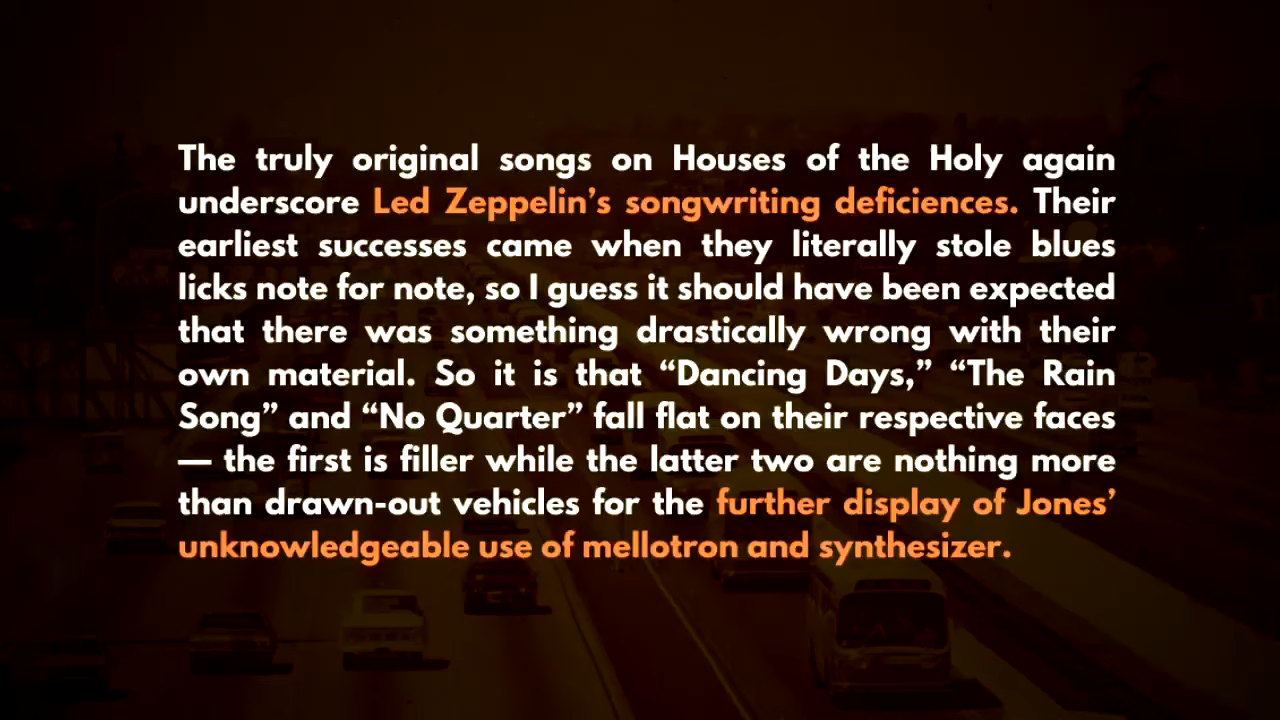 The truly original songs on Houses of the Holy again
underscore Led Zeppelin’s songwriting deficiences. Their
earliest successes came when they literally stole blues
licks note for note, so I guess it should have been expected
that there was something drastically wrong with their
own material. So it is that “Dancing Days,” “The Rain
Song” and “No Quarter” fall flat on their respective faces
— the first is filler while the latter two are nothing more
than drawn-out vehicles for the further display of Jones’
unknowledgeable use of mellotron and synthesizer.